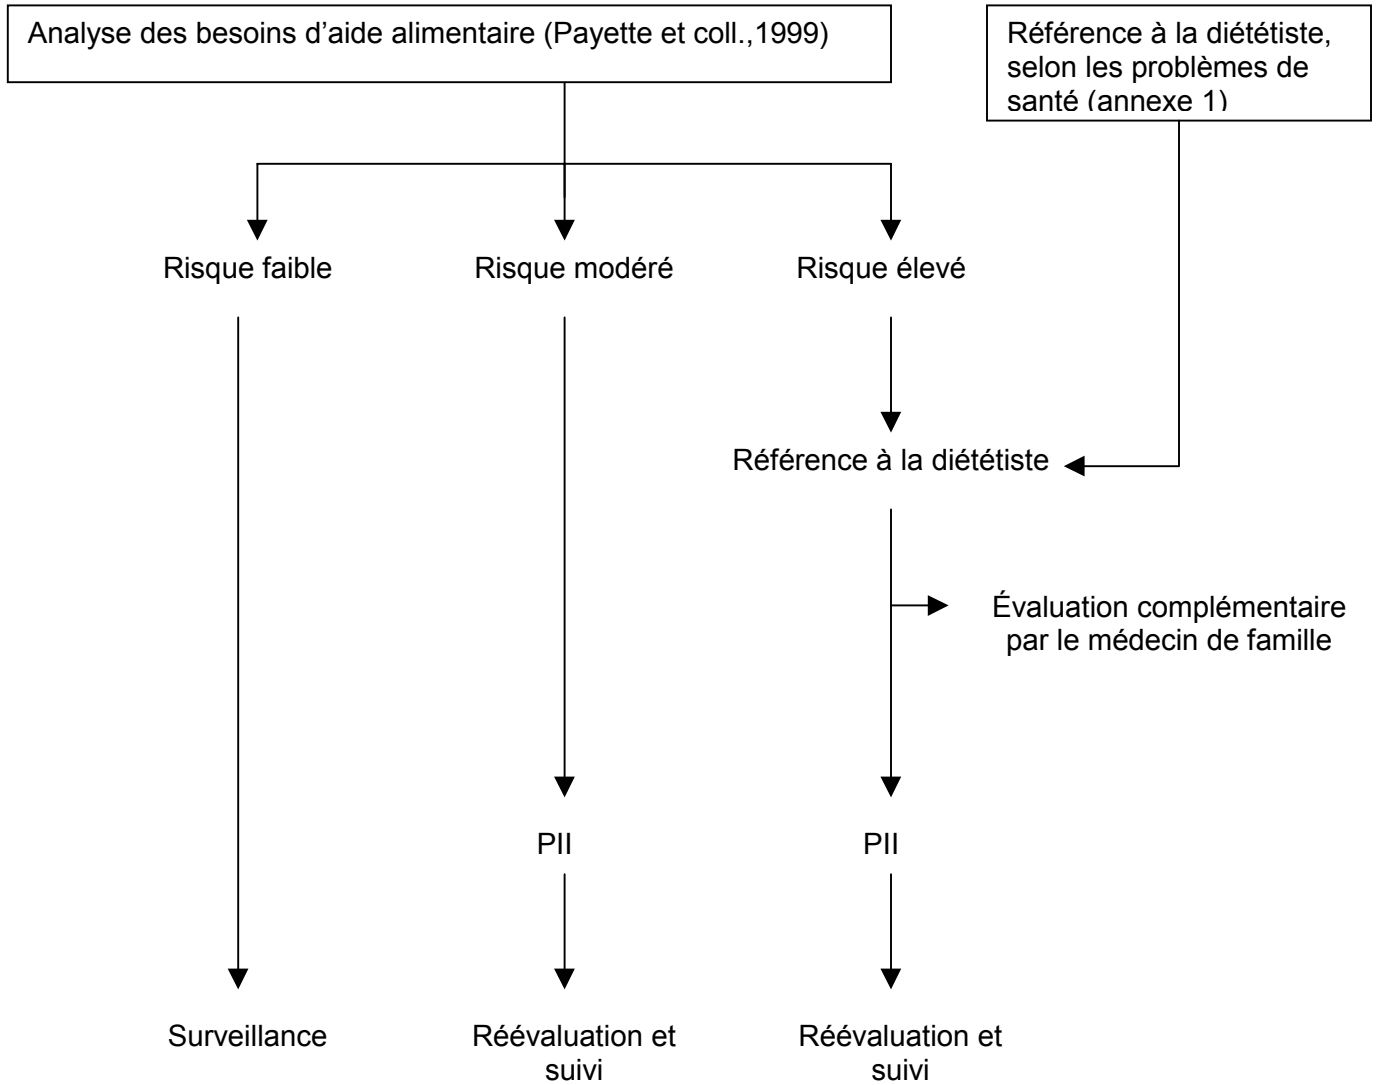 Analyse des besoins d’aide alimentaire (Payette et coll.,1999)
Référence à la diététiste,
selon les problèmes de
santé (annexe 1)
Risque faible
Risque modéré
Risque élevé
Référence à la diététiste
Évaluation complémentaire
par le médecin de famille
PII
PII
Surveillance
Réévaluation et
suivi
Réévaluation et
suivi